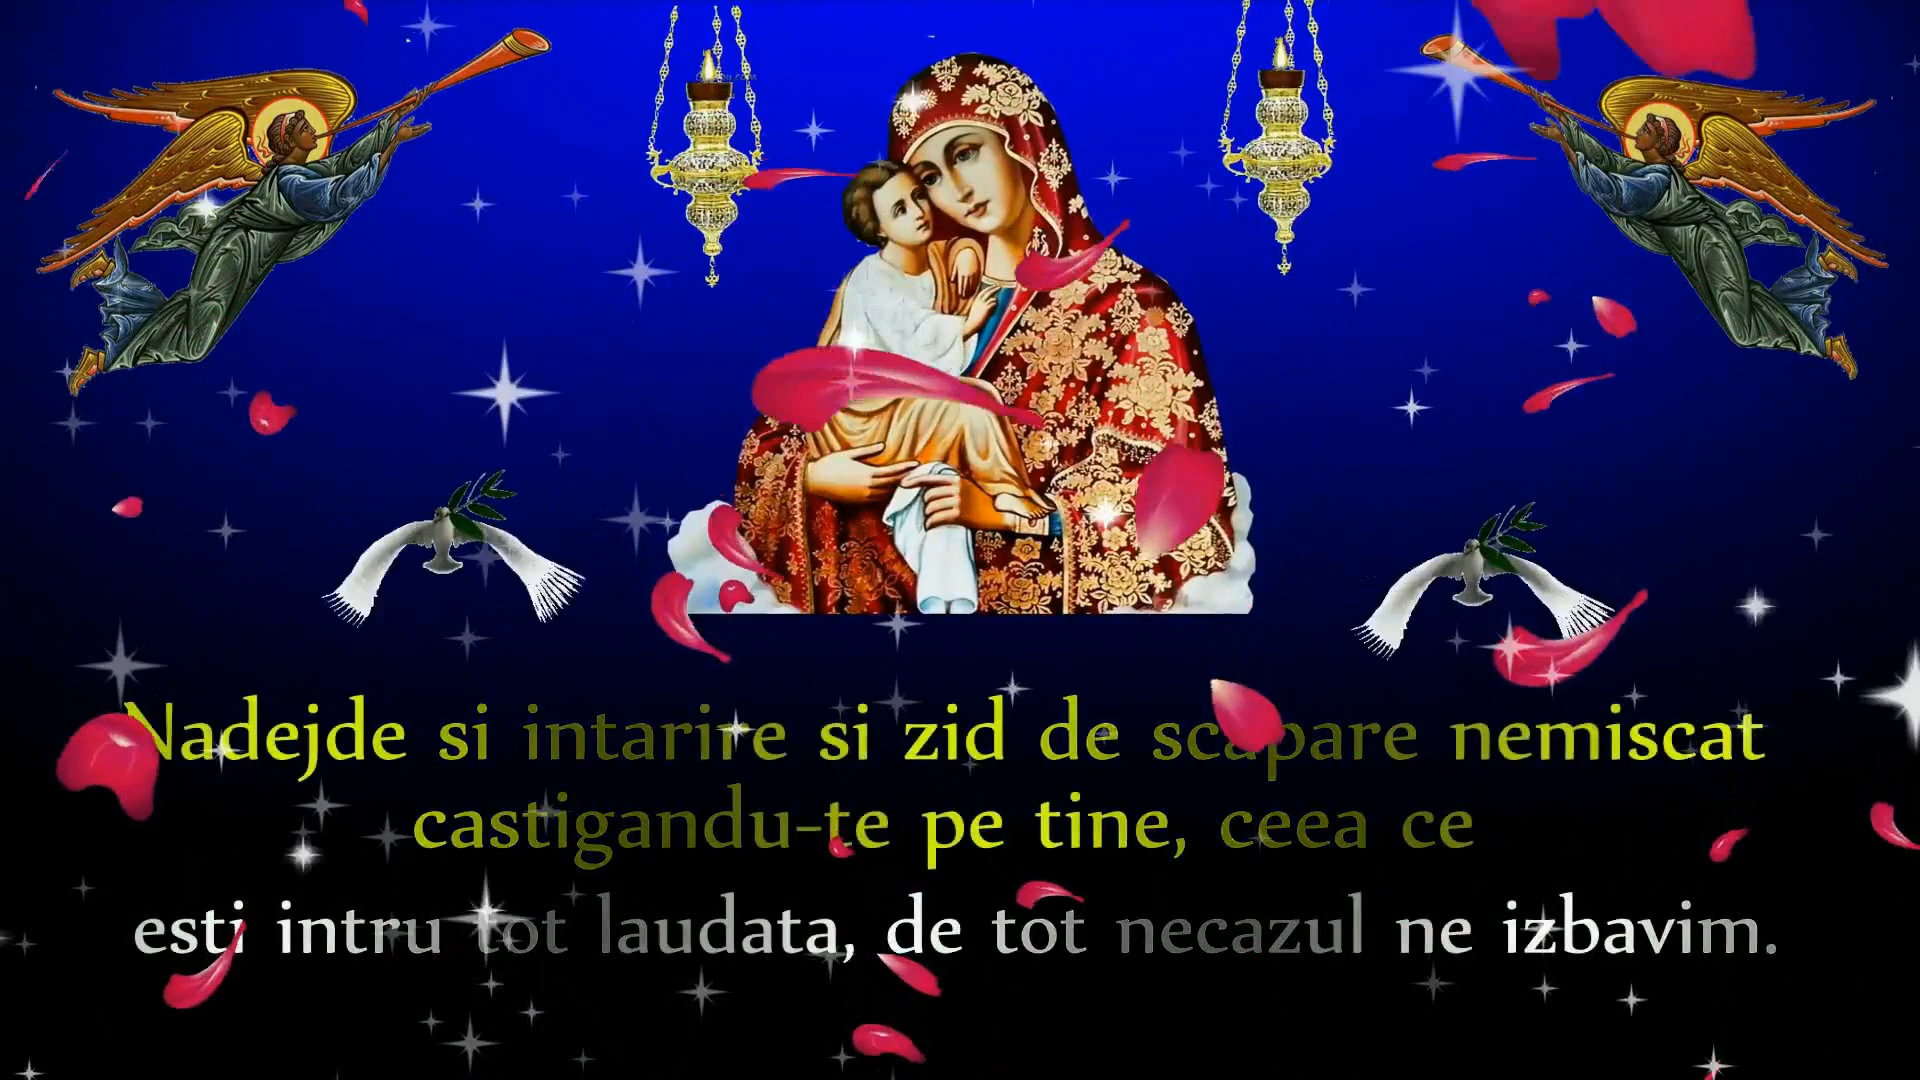 Nadejde si intarire si zid de scapare nemiscat
castigandu-te pe tine, ceea ce
esti intru tot laudata, de tot necazul ne izbavim.